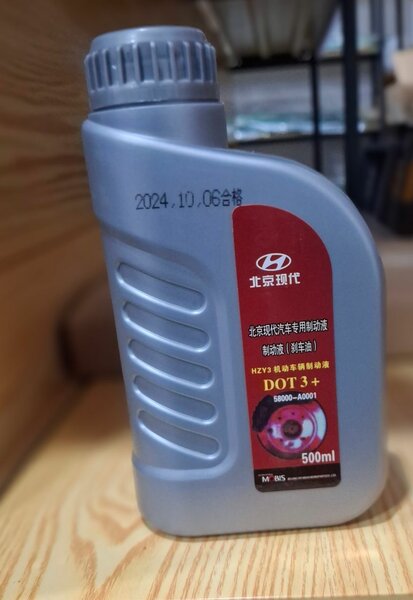 2024.10.06合格
北京现代
北京现代汽车专用制动液
制动液（刹车油）
HZY3 机动车辆制动液
DOT 3+
58000-A0001
500ml
MOBIS